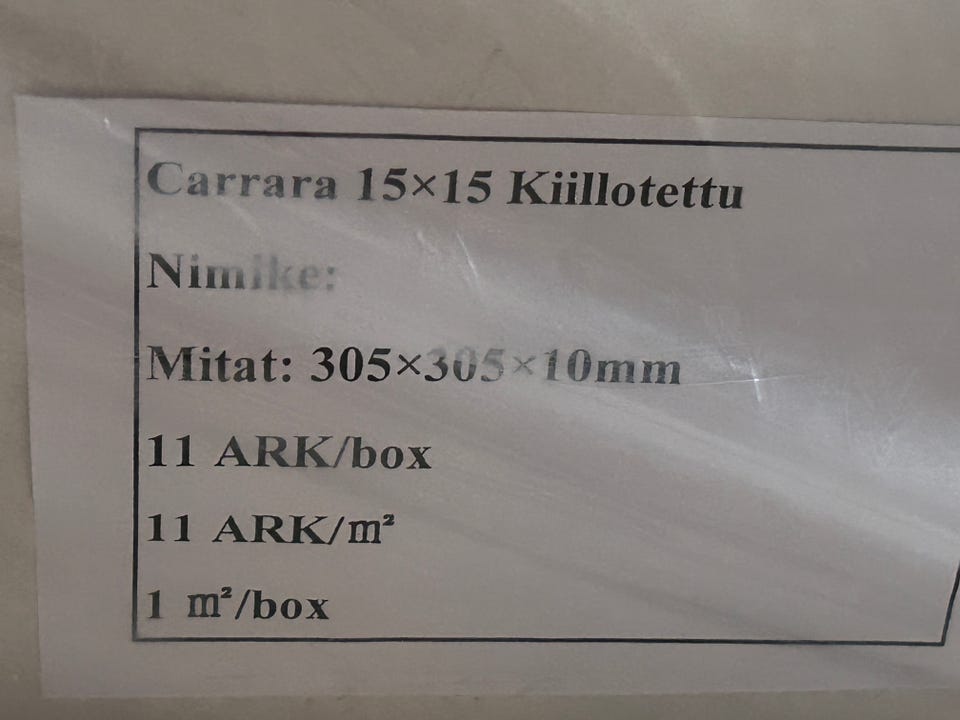 Carrara 15×15 Kiillotettu
Nimike:
Mitat: 305×305×10mm
11 ARK/box
11 ARK/m²
1 m²/box